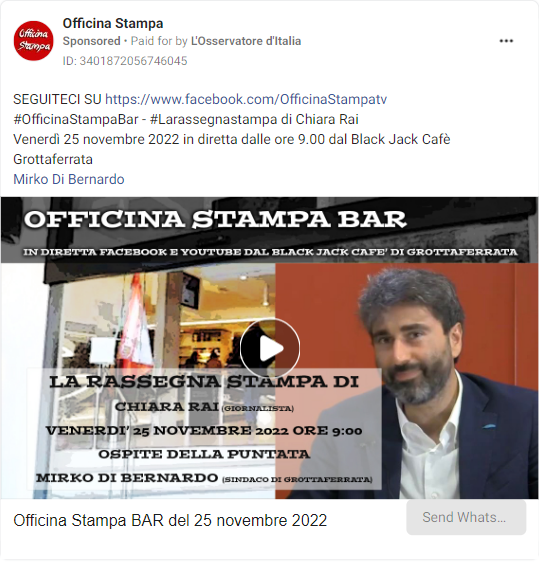 Officina
Stampa
Officina Stampa
Sponsored • Paid for by L'Osservatore d'Italia
ID: 3401872056746045
SEGUITECI SU https://www.facebook.com/OfficinaStampatv
#OfficinaStampaBar - #Larassegnastampa di Chiara Rai
Venerdì 25 novembre 2022 in diretta dalle ore 9.00 dal Black Jack Cafè
Grottaferrata
Mirko Di Bernardo
OFFICINA STAMPA BAR
IN DIRETTA FACEBOOK E YOUTUBE DAL BLACK JACK CAFE' DI GROTTAFERRATA
LA RASSEGNA STAMPA DI
CHIARA RAI (GIORNALISTA)
VENERDI' 25 NOVEMBRE 2022 ORE 9:00
OSPITE DELLA PUNTATA
MIRKO DI BERNARDO (SINDACO DI GROTTAFERRATA)
Officina Stampa BAR del 25 novembre 2022
Send Whats...